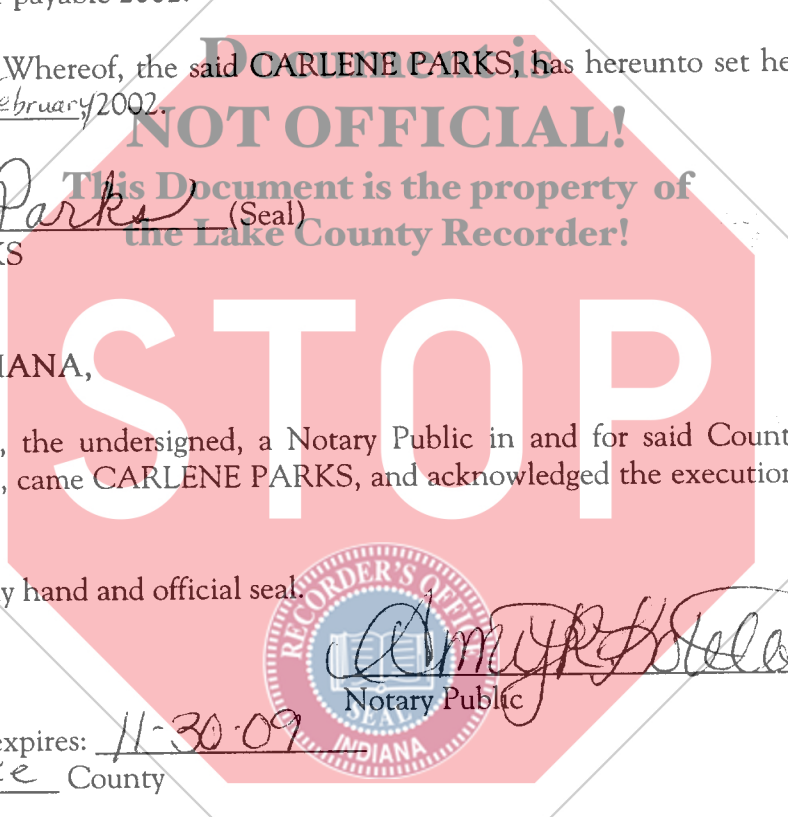 payable 2002.
Whereof, the said CARLENE PARKS, has hereunto set he
ebruary, 2002.
Document is
NOT OFFICIAL!
This Document is the property of
the Lake County Recorder!
Parks (Seal)
KS
STOP
IANA,
, the undersigned, a Notary Public in and for said Count
, came CARLENE PARKS, and acknowledged the execution
y hand and official seal.
RECORDER'S OFFICE
SEAL
INDIANA
Notary Public
expires: 11-30-09
County